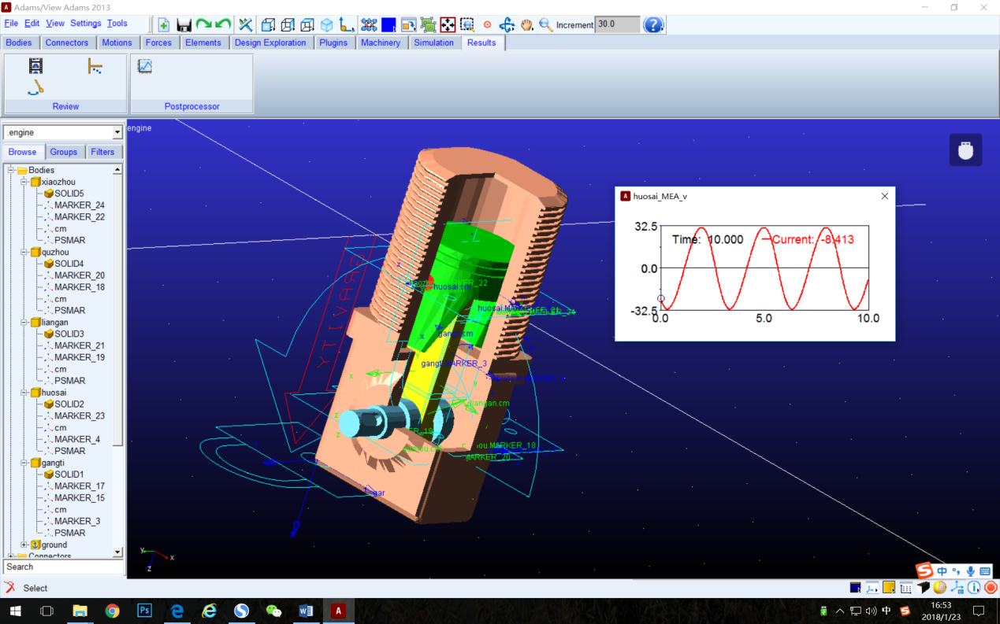 Adams/View Adams 2013
File Edit View Settings Tools
Increment 30.0
Bodies Connectors Motions Forces Elements Design Exploration Plugins Machinery Simulation Results
Review Postprocessor
.engine
engine
Browse Groups Filters
Bodies
xiaozhou
SOLID5
MARKER_24
MARKER_22
cm
PSMAR
quzhou
SOLID4
MARKER_20
MARKER_18
cm
PSMAR
liangan
SOLID3
MARKER_21
MARKER_19
cm
PSMAR
huosai
SOLID2
MARKER_23
cm
MARKER_4
PSMAR
gangti
SOLID1
MARKER_17
MARKER_15
cm
MARKER_3
PSMAR
ground
Connectors
Search
Select
huosai_MEA_v
32.5
Time: 10.000 Current: -8.413
0.0
-32.5
0.0 5.0 10.0
huosai.cm
gangti.MARKER_3
liangan.cm
MARKER_18
MARKER_20
y x
z
中
Ps
W
A
中
16:53
2018/1/23